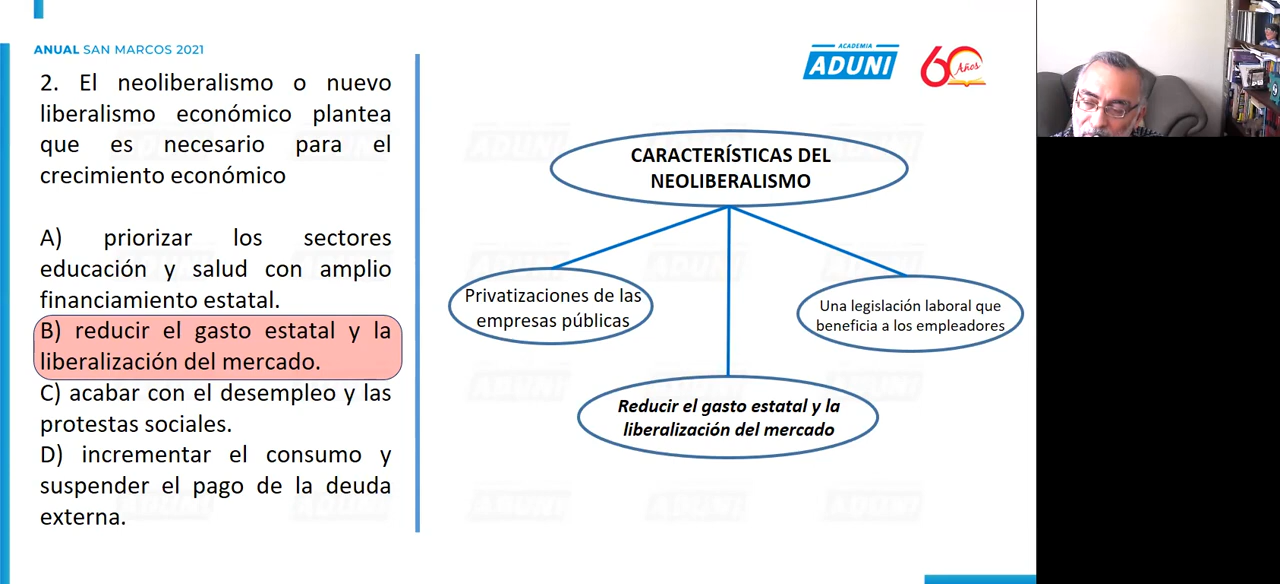 ANUAL SAN MARCOS 2021
2. El neoliberalismo o nuevo
liberalismo económico plantea
que es necesario para el
crecimiento económico
A) priorizar los sectores
educación y salud con amplio
financiamiento estatal.
B) reducir el gasto estatal y la
liberalización del mercado.
C) acabar con el desempleo y las
protestas sociales.
D) incrementar el consumo y
suspender el pago de la deuda
externa.
ACADEMIA
ADUNI
60 Años
CARACTERÍSTICAS DEL
NEOLIBERALISMO
Privatizaciones de las
empresas públicas
Una legislación laboral que
beneficia a los empleadores
Reducir el gasto estatal y la
liberalización del mercado